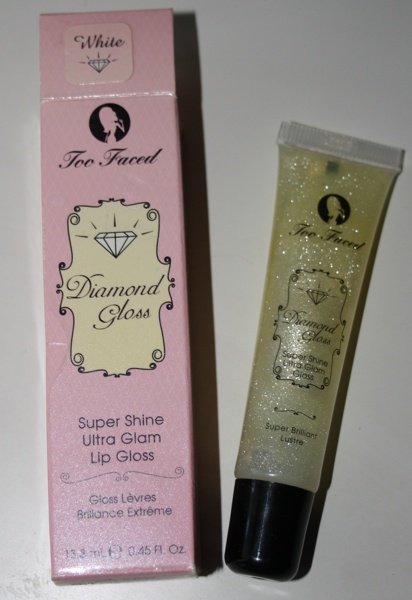 White
Too Faced
Diamond
Gloss
Super Shine
Ultra Glam
Lip Gloss
Gloss Lèvres
Brillance Extrême
13.3 mL ℮ 0.45 Fl. Oz.
Too Faced
Diamond
Gloss
Super Shine
Ultra Glam
Gloss
Super Brilliant
Lustre